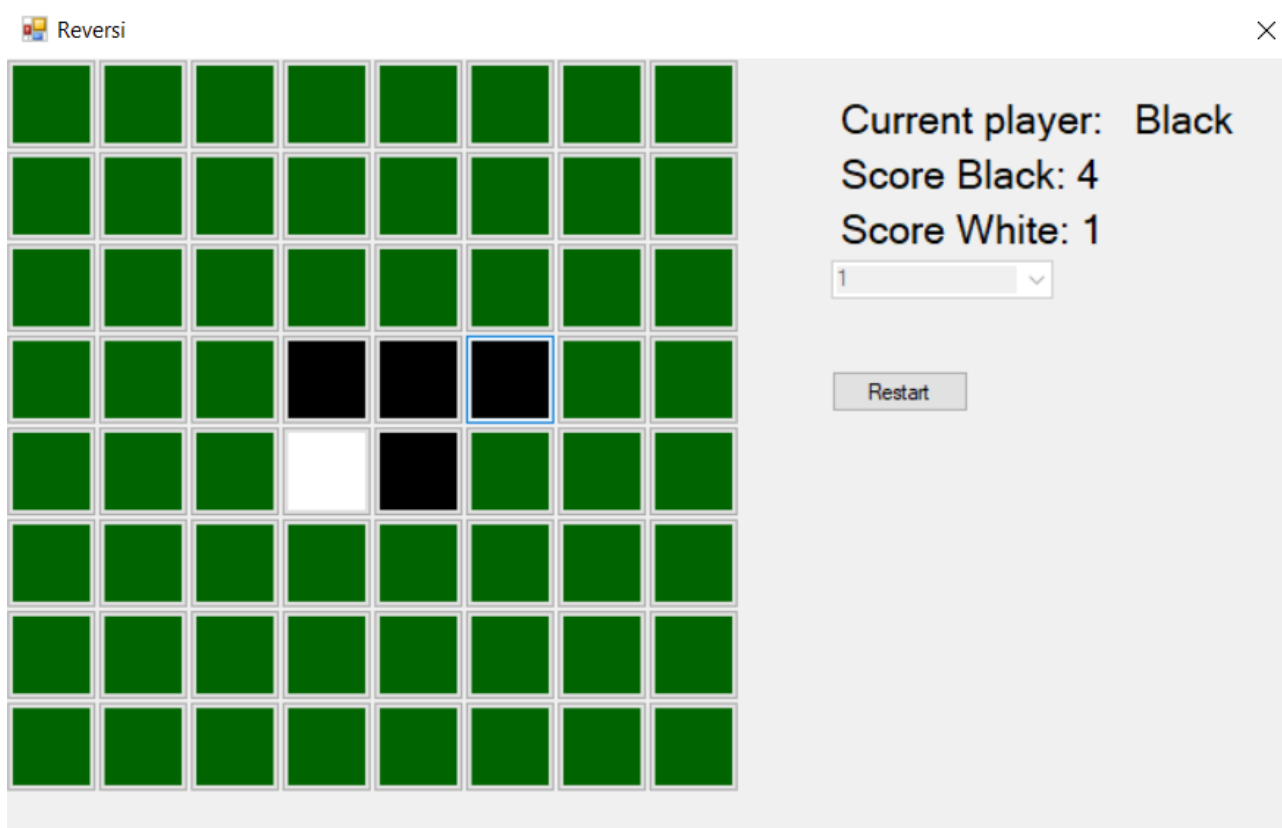 Reversi
Current player: Black
Score Black: 4
Score White: 1
1
Restart